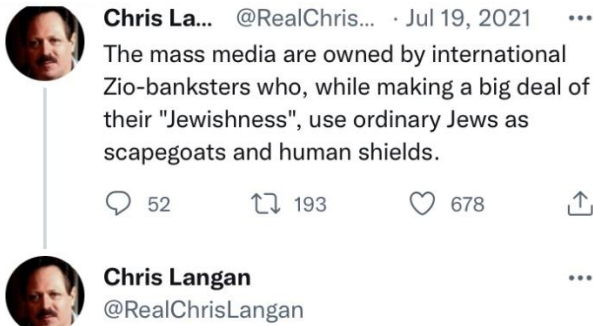 Chris La... @RealChris... · Jul 19, 2021 •••
The mass media are owned by international
Zio-banksters who, while making a big deal of
their "Jewishness", use ordinary Jews as
scapegoats and human shields.
52 193 678
Chris Langan •••
@RealChrisLangan